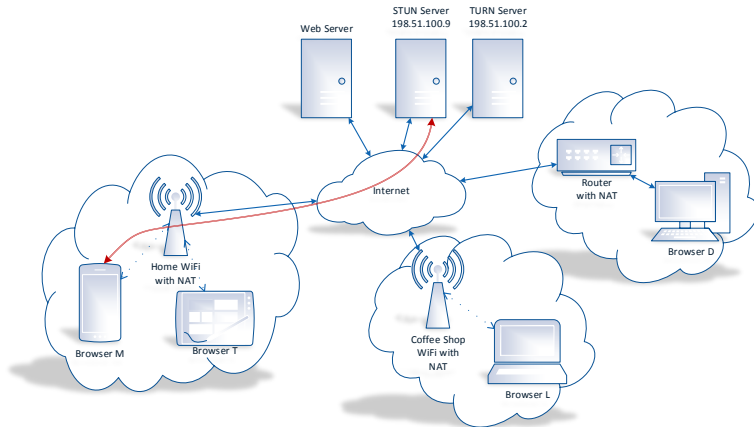 STUN Server
198.51.100.9
TURN Server
198.51.100.2
Web Server
Internet
Router
with NAT
Browser D
Home WiFi
with NAT
Browser M
Browser T
Coffee Shop
WiFi with
NAT
Browser L